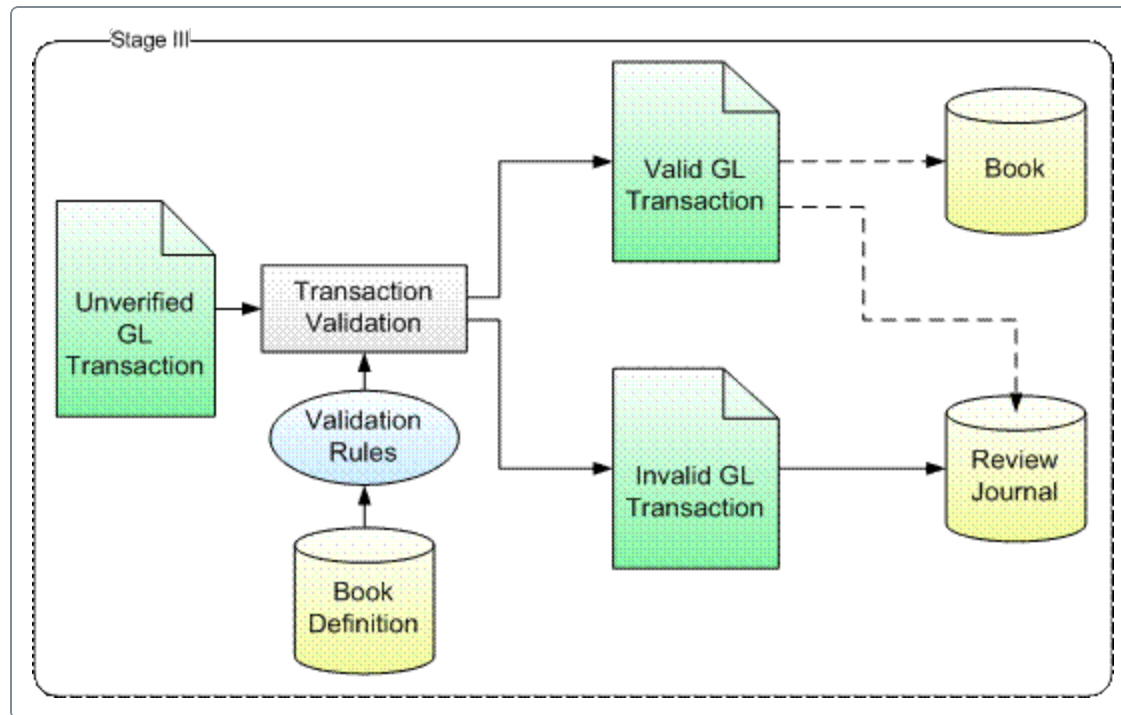 Stage III
Unverified
GL
Transaction
Transaction
Validation
Validation
Rules
Book
Definition
Valid GL
Transaction
Book
Invalid GL
Transaction
Review
Journal